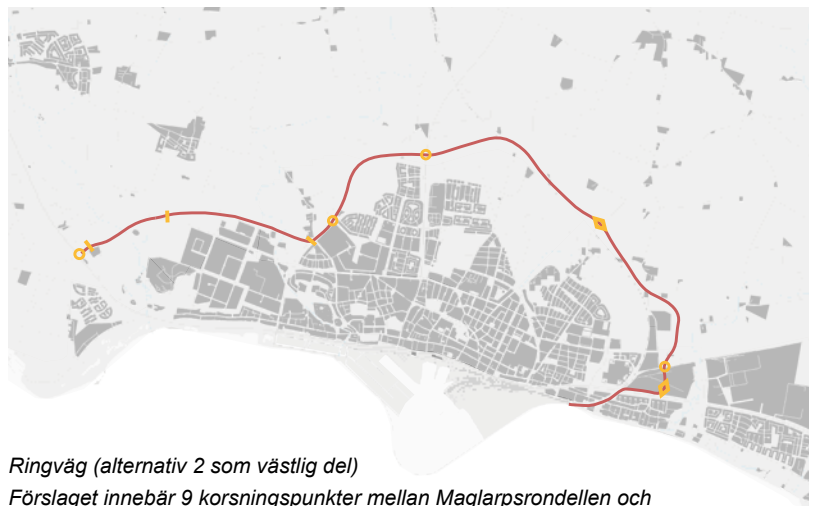 Ringväg (alternativ 2 som västlig del)
Förslaget innebär 9 korsningspunkter mellan Maglarpsrondellen och